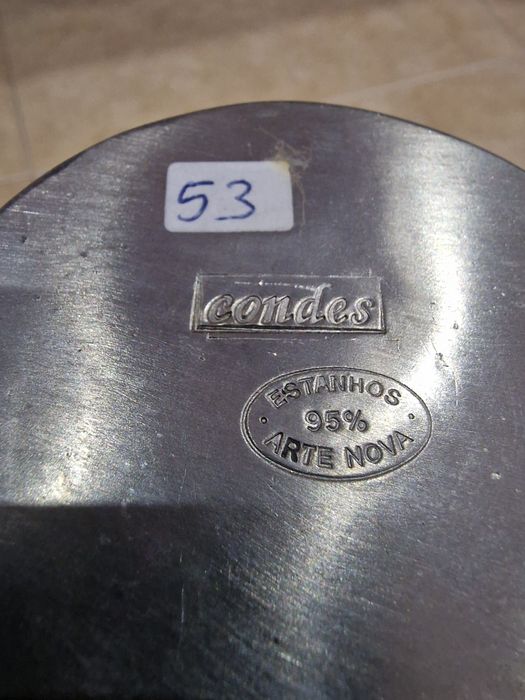 53
condes
ESTANHOS
95%
ARTE NOVA